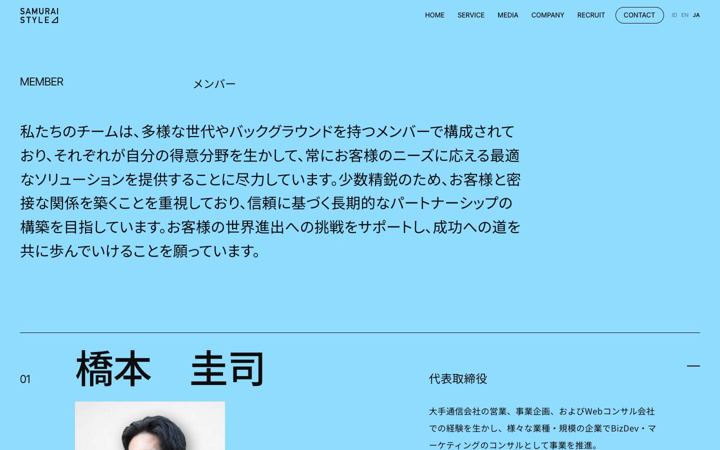 SAMURAI
STYLE
HOME SERVICE MEDIA COMPANY RECRUIT CONTACT ID EN JA
MEMBER メンバー
私たちのチームは、多様な世代やバックグラウンドを持つメンバーで構成されて
おり、それぞれが自分の得意分野を生かして、常にお客様のニーズに応える最適
なソリューションを提供することに尽力しています。少数精鋭のため、お客様と密
接な関係を築くことを重視しており、信頼に基づく長期的なパートナーシップの
構築を目指しています。お客様の世界進出への挑戦をサポートし、成功への道を
共に歩んでいけることを願っています。
01 橋本 圭司 代表取締役
大手通信会社の営業、事業企画、およびWebコンサル会社
での経験を生かし、様々な業種・規模の企業でBizDev・マ
ーケティングのコンサルとして事業を推進。